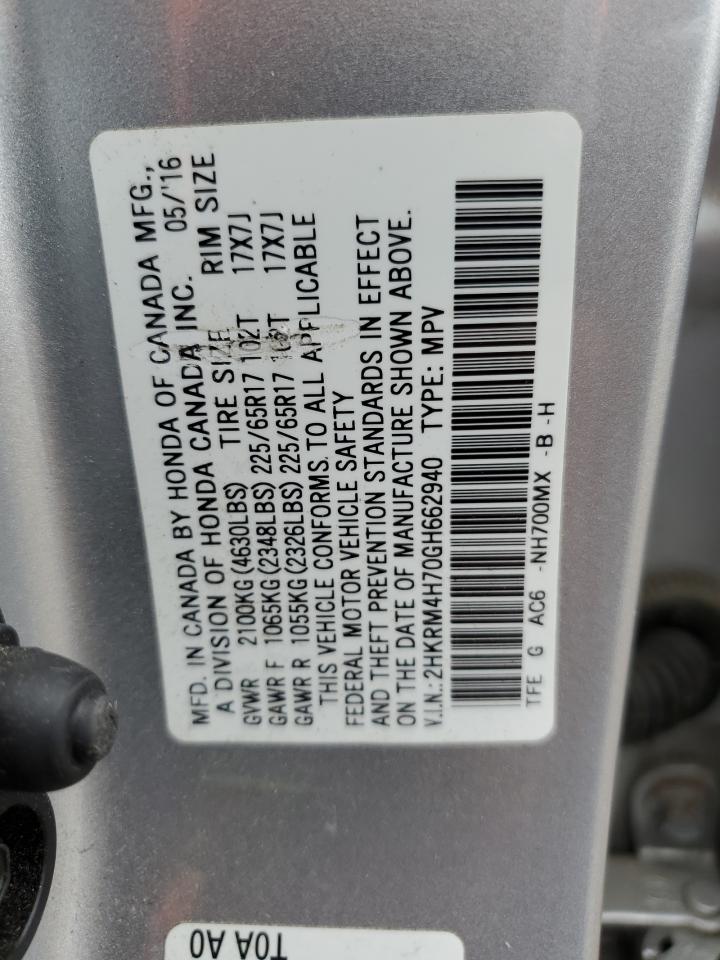 MFD. IN CANADA BY HONDA OF CANADA MFG.,
A DIVISION OF HONDA CANADA INC. 05/'16
TIRE SIZE RIM SIZE
GVWR 2100KG(4630LBS)
GAWR F 1065KG(2348LBS) 225/65R17 102T 17X7J
GAWR R 1055KG(2326LBS) 225/65R17 102T 17X7J
THIS VEHICLE CONFORMS TO ALL APPLICABLE
FEDERAL MOTOR VEHICLE SAFETY
AND THEFT PREVENTION STANDARDS IN EFFECT
ON THE DATE OF MANUFACTURE SHOWN ABOVE.
V.I.N.: 2HKRM4H70GH662940 TYPE: MPV
TFE G AC6 -NH700MX -B -H
T0A A0